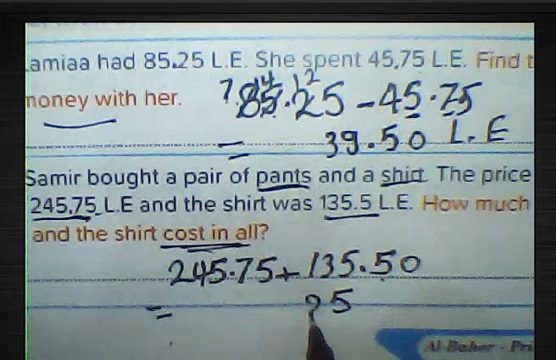 amiaa had 85.25 L.E. She spent 45,75 L.E. Find t
money with her. 85.25 - 45.75
= 39.50 L.E
Samir bought a pair of pants and a shirt. The price
245,75 L.E and the shirt was 135.5 L.E. How much
and the shirt cost in all?
245.75 + 135.50
= 25
Al-Baher - Pri